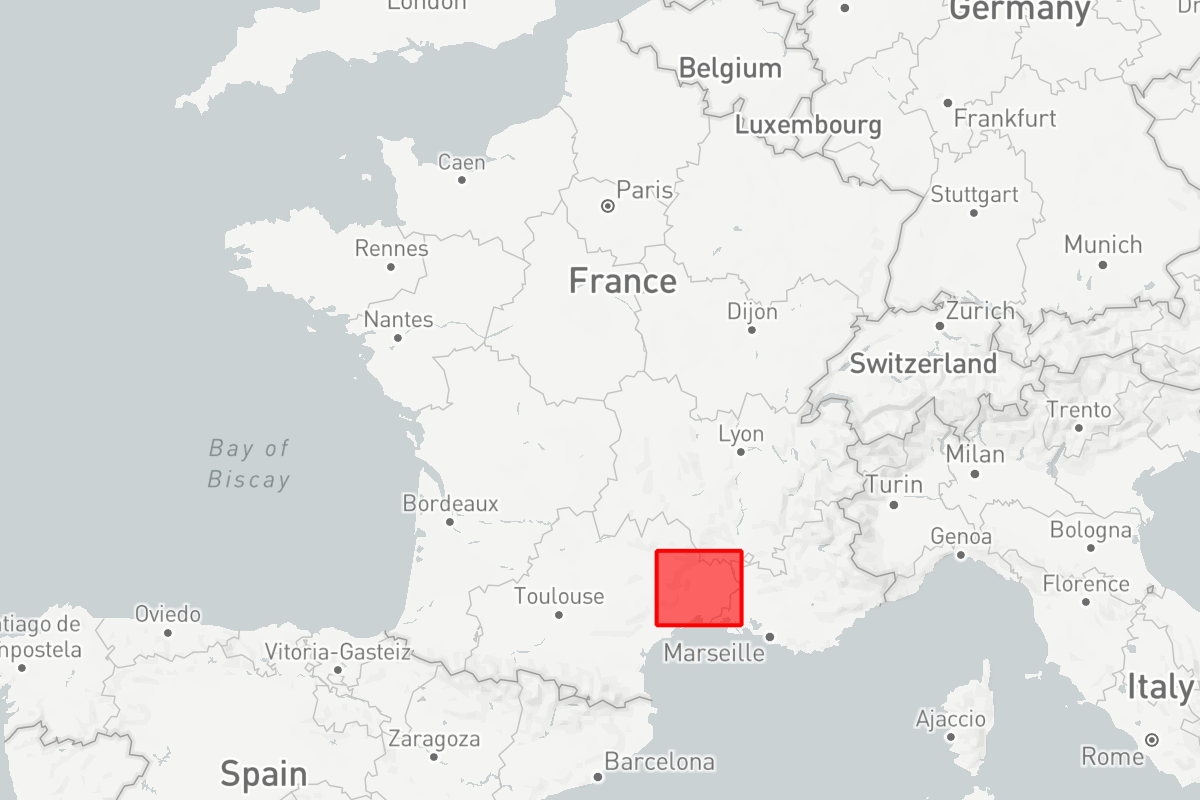 London
Germany
Dr
Belgium
Luxembourg
Frankfurt
Caen
Paris
Stuttgart
Rennes
Munich
France
Nantes
Dijon
Zurich
Switzerland
Trento
Lyon
Bay of
Biscay
Milan
Turin
Bordeaux
Genoa
Bologna
Florence
Toulouse
Oviedo
tiago de
mpostela
Vitoria-Gasteiz
Marseille
Italy
Ajaccio
Zaragoza
Rome
Barcelona
Spain